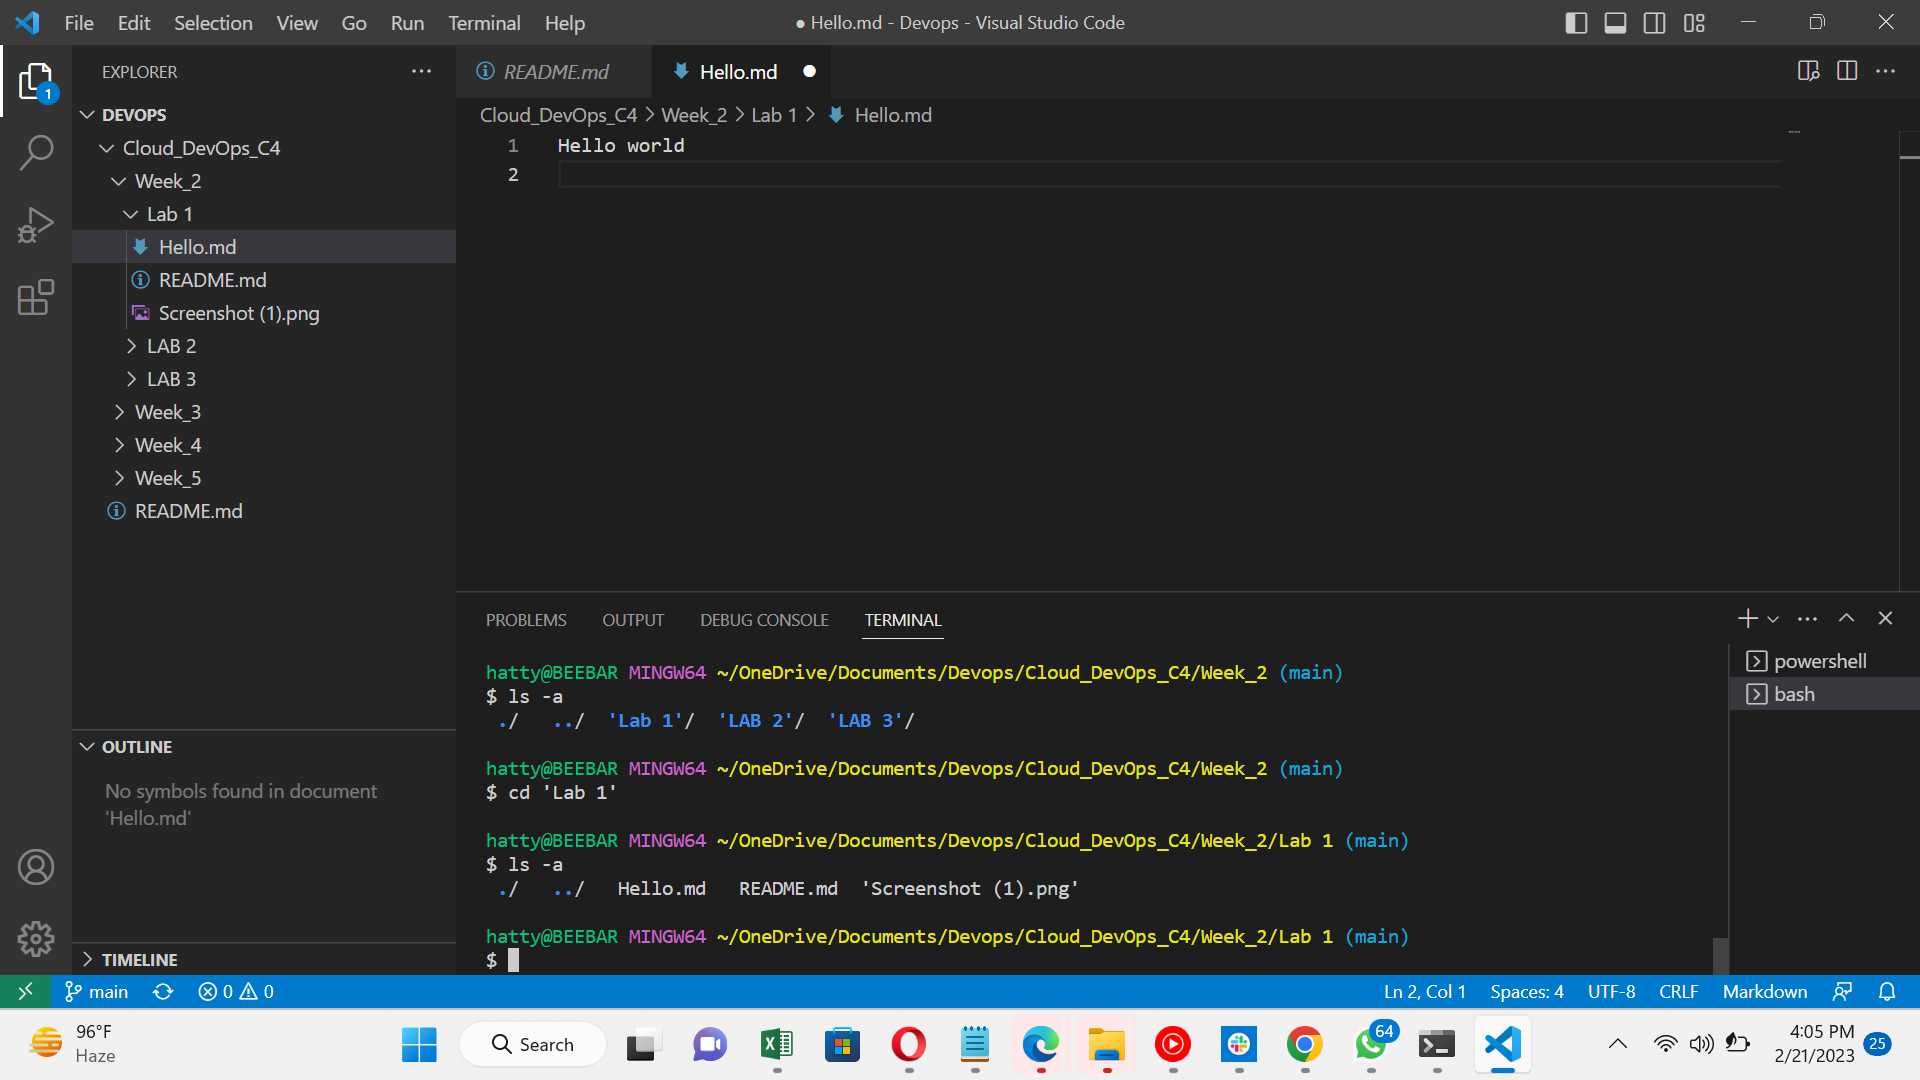 File Edit Selection View Go Run Terminal Help
● Hello.md - Devops - Visual Studio Code
EXPLORER
1
DEVOPS
Cloud_DevOps_C4
Week_2
Lab 1
Hello.md
README.md
Screenshot (1).png
LAB 2
LAB 3
Week_3
Week_4
Week_5
README.md
OUTLINE
No symbols found in document
'Hello.md'
TIMELINE
README.md
Hello.md
Cloud_DevOps_C4 > Week_2 > Lab 1 > Hello.md
1 Hello world
2
PROBLEMS OUTPUT DEBUG CONSOLE TERMINAL
hatty@BEEBAR MINGW64 ~/OneDrive/Documents/Devops/Cloud_DevOps_C4/Week_2 (main)
$ ls -a
./ ../ 'Lab 1'/ 'LAB 2'/ 'LAB 3'/
hatty@BEEBAR MINGW64 ~/OneDrive/Documents/Devops/Cloud_DevOps_C4/Week_2 (main)
$ cd 'Lab 1'
hatty@BEEBAR MINGW64 ~/OneDrive/Documents/Devops/Cloud_DevOps_C4/Week_2/Lab 1 (main)
$ ls -a
./ ../ Hello.md README.md 'Screenshot (1).png'
hatty@BEEBAR MINGW64 ~/OneDrive/Documents/Devops/Cloud_DevOps_C4/Week_2/Lab 1 (main)
$
powershell
bash
main 0 0
Ln 2, Col 1 Spaces: 4 UTF-8 CRLF Markdown
96°F
Haze
Search
64
4:05 PM
2/21/2023
25